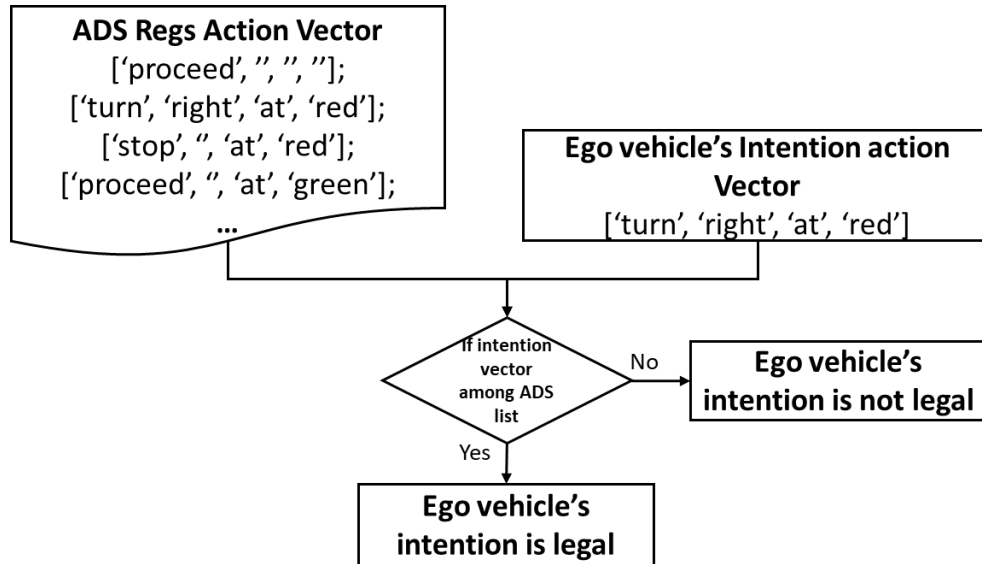 ADS Regs Action Vector
[‘proceed’, ’’, ’’, ’’];
[‘turn’, ‘right’, ‘at’, ‘red’];
[‘stop’, ‘’, ‘at’, ‘red’];
[‘proceed’, ‘’, ‘at’, ‘green’];
...
Ego vehicle’s Intention action
Vector
[‘turn’, ‘right’, ‘at’, ‘red’]
If intention
vector
among ADS
list
No
Ego vehicle’s
intention is not legal
Yes
Ego vehicle’s
intention is legal